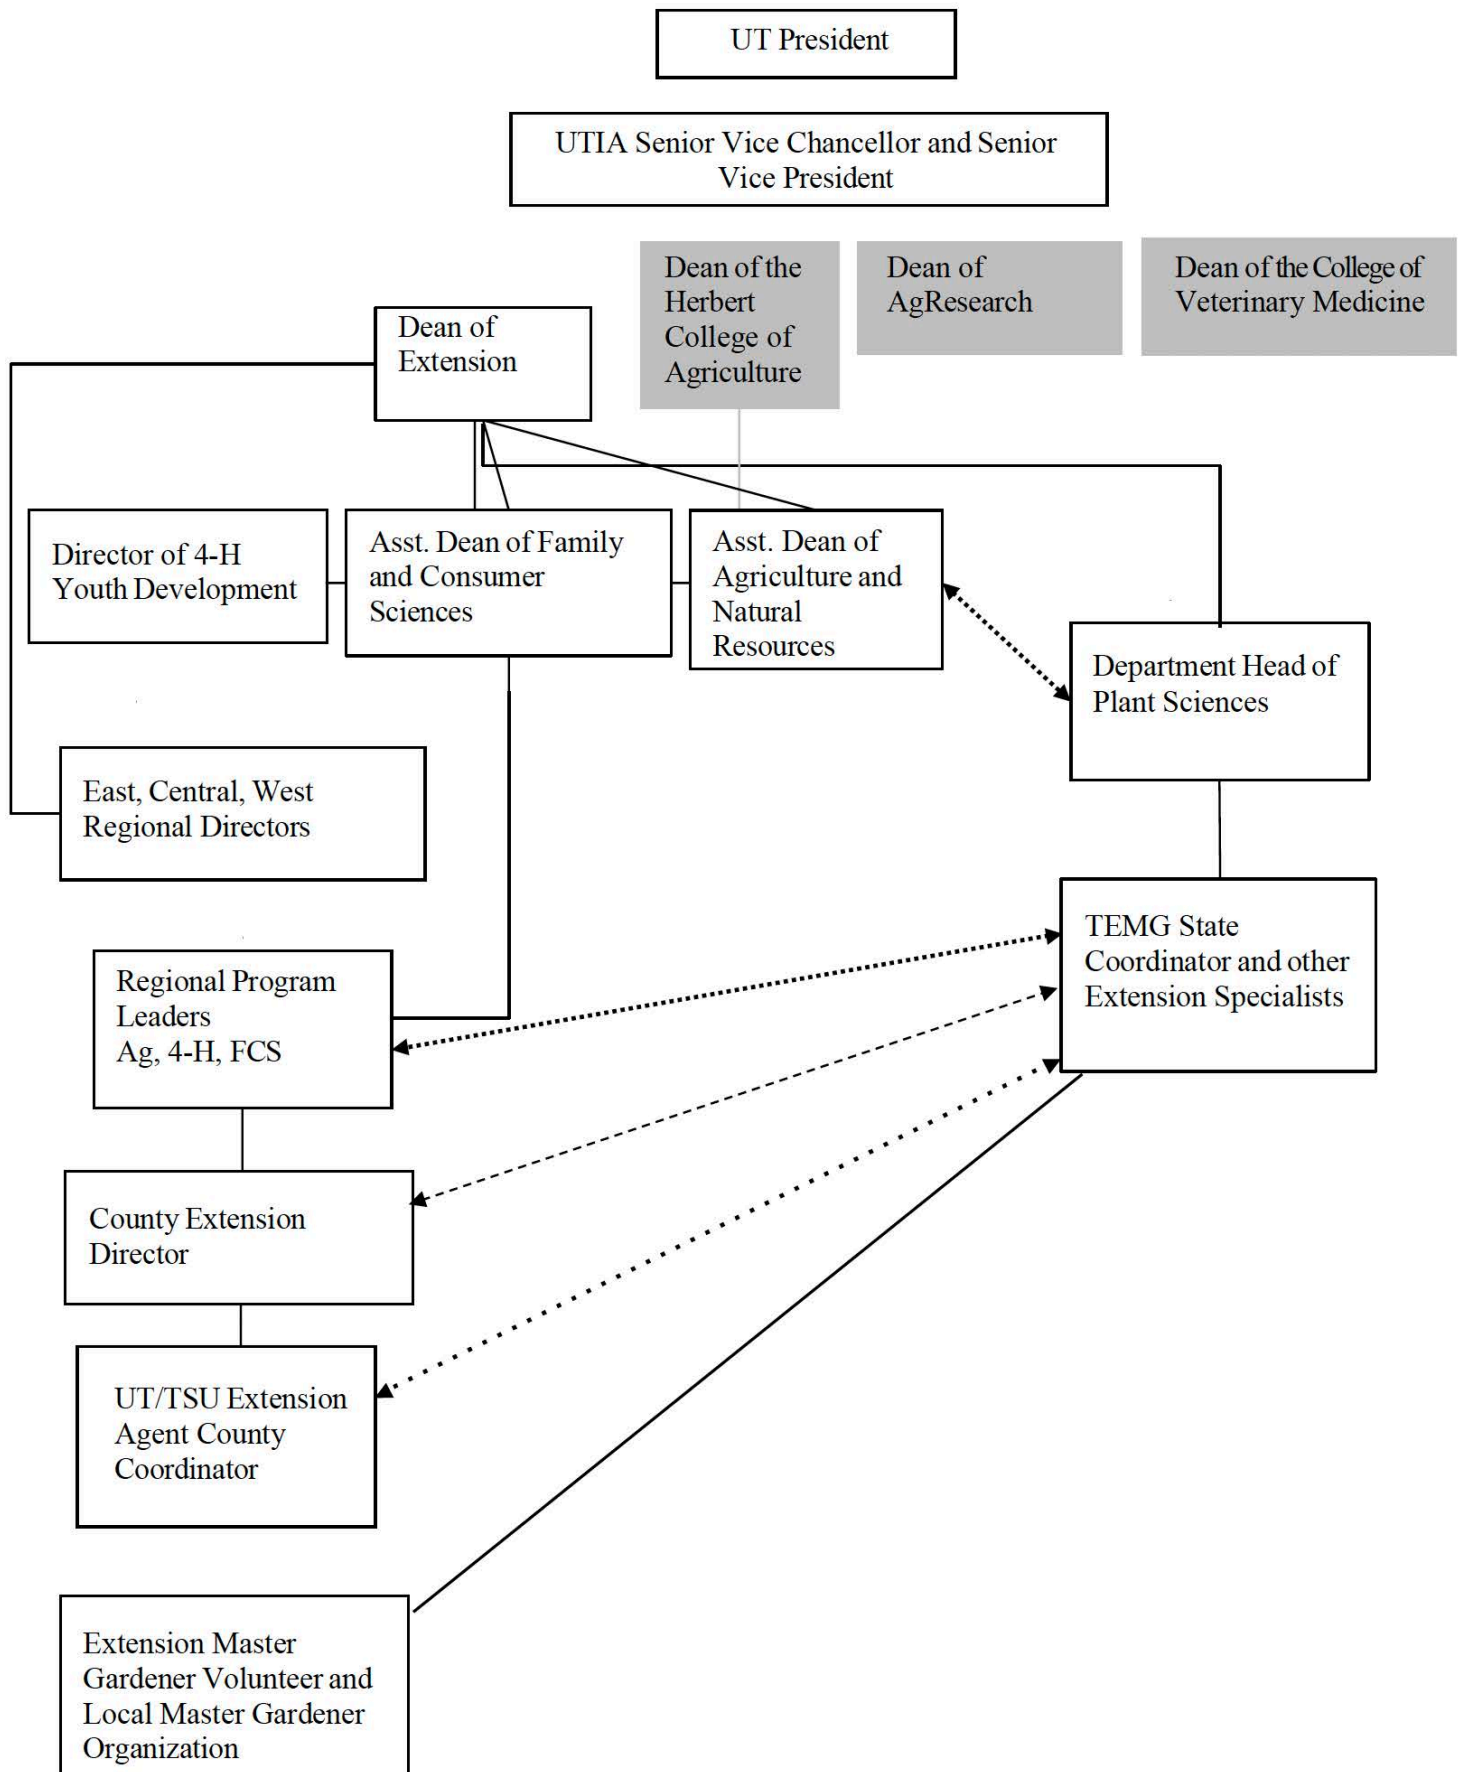 UT President
UTIA Senior Vice Chancellor and Senior
Vice President
Dean of the
Herbert
College of
Agriculture
Dean of
AgResearch
Dean of the College of
Veterinary Medicine
Dean of
Extension
Director of 4-H
Youth Development
Asst. Dean of Family
and Consumer
Sciences
Asst. Dean of
Agriculture and
Natural
Resources
Department Head of
Plant Sciences
East, Central, West
Regional Directors
Regional Program
Leaders
Ag, 4-H, FCS
TEMG State
Coordinator and other
Extension Specialists
County Extension
Director
UT/TSU Extension
Agent County
Coordinator
Extension Master
Gardener Volunteer and
Local Master Gardener
Organization